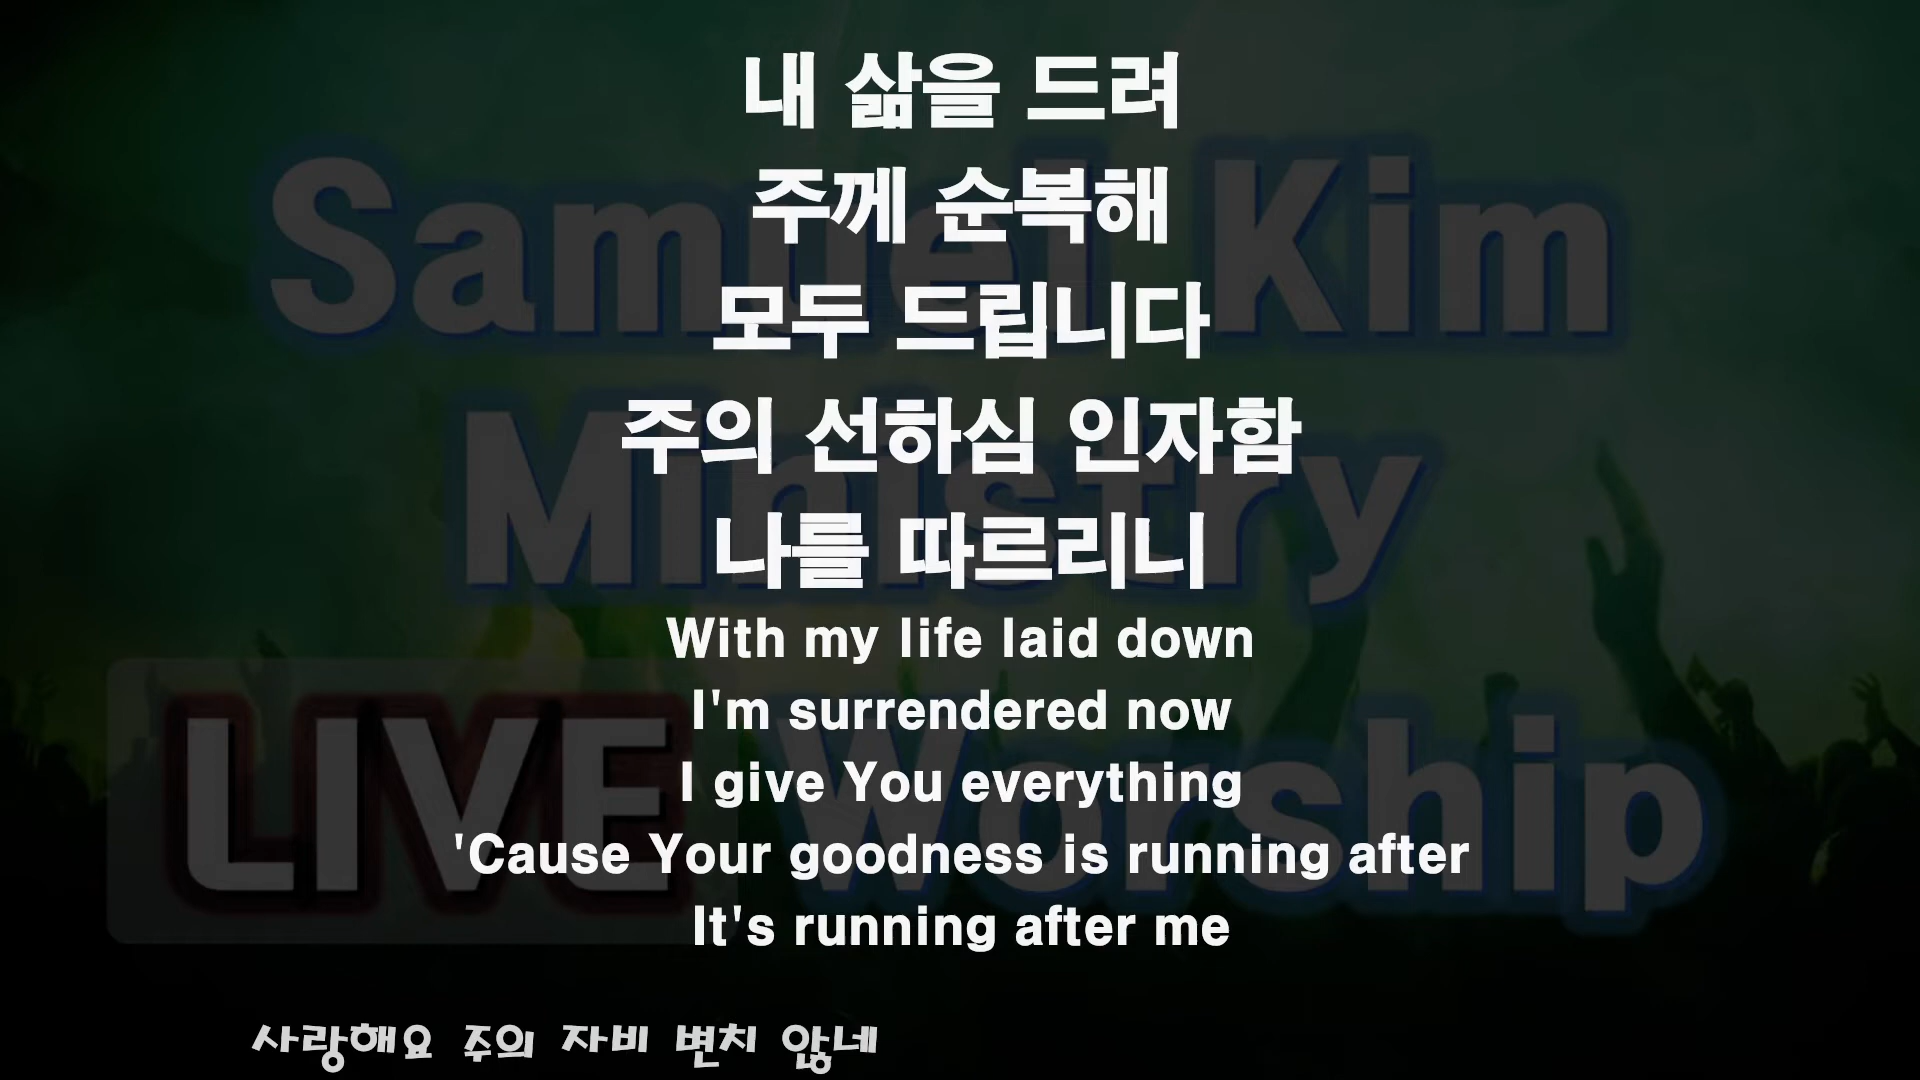 내 삶을 드려
주께 순복해
모두 드립니다
주의 선하심 인자함
나를 따르리니
With my life laid down
I'm surrendered now
I give You everything
'Cause Your goodness is running after
It's running after me
사랑해요 주의 자비 변치 않네
Samuel Kim
Ministry
LIVE Worship